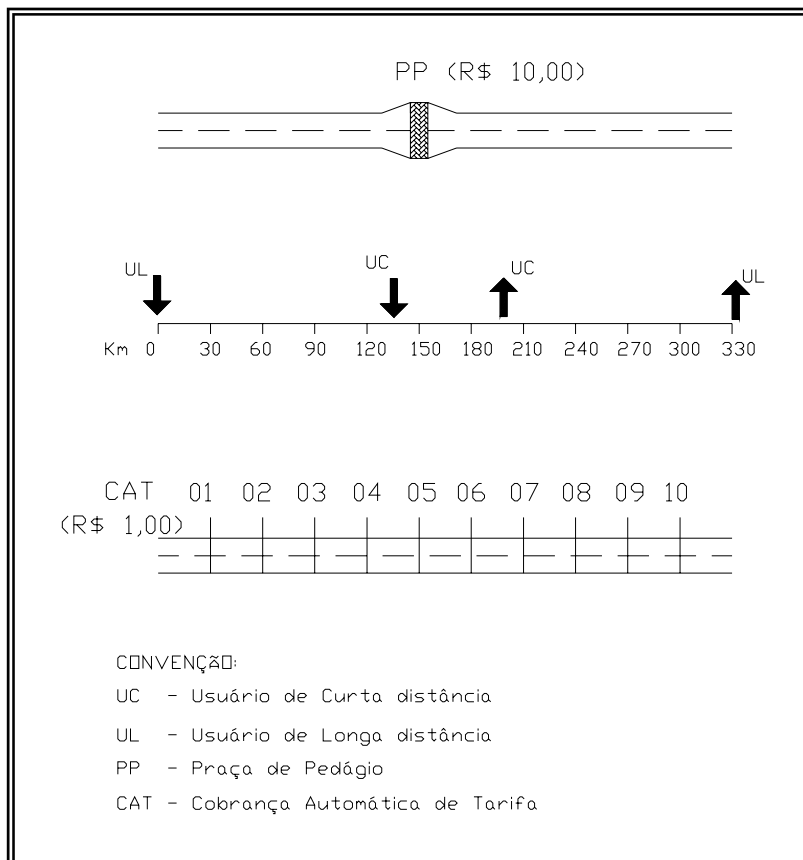 PP (R$ 10,00)
UL UC UC UL
Km 0 30 60 90 120 150 180 210 240 270 300 330
CAT 01 02 03 04 05 06 07 08 09 10
(R$ 1,00)
CONVENÇÃO:
UC - Usuário de Curta distância
UL - Usuário de Longa distância
PP - Praça de Pedágio
CAT - Cobrança Automática de Tarifa